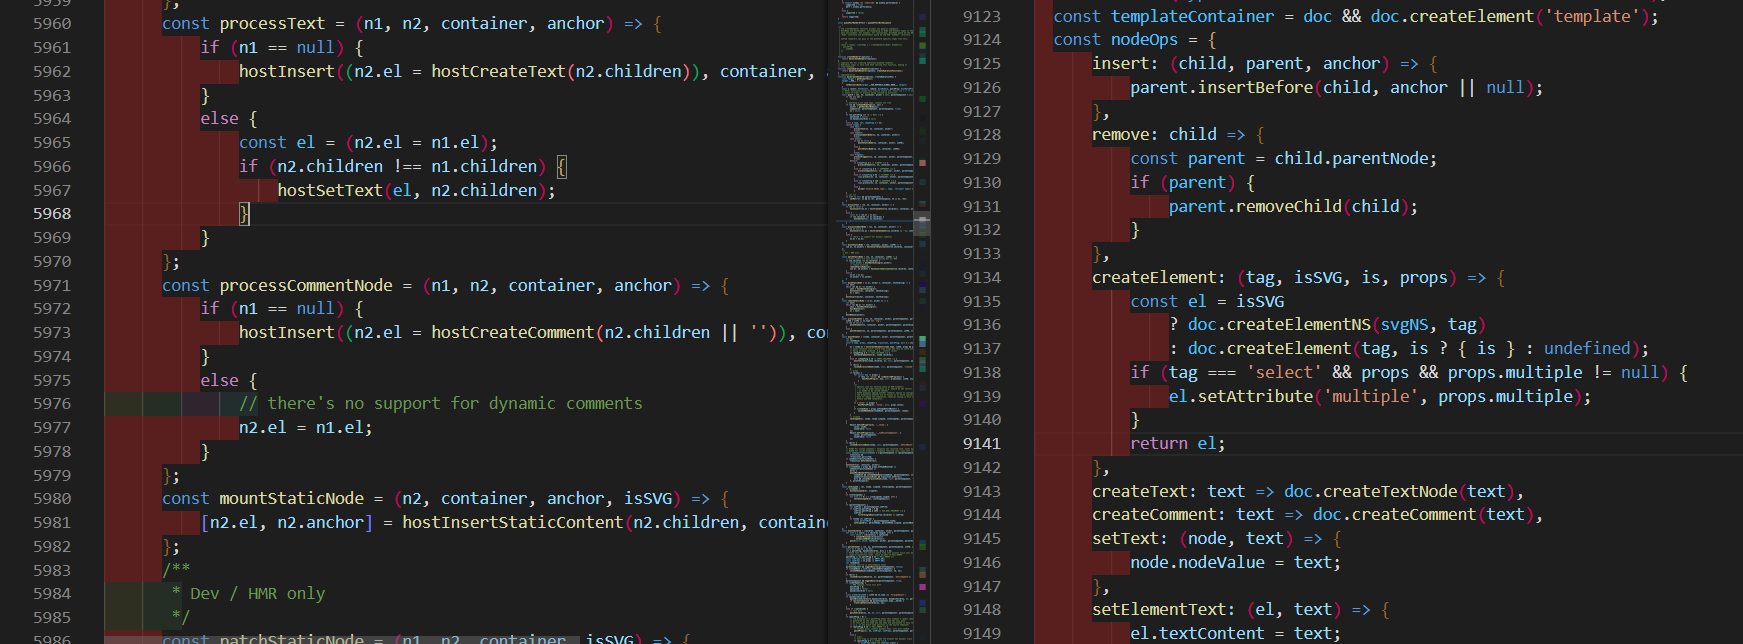 5959 };
5960 const processText = (n1, n2, container, anchor) => {
5961 if (n1 == null) {
5962 hostInsert((n2.el = hostCreateText(n2.children)), container,
5963 }
5964 else {
5965 const el = (n2.el = n1.el);
5966 if (n2.children !== n1.children) {
5967 hostSetText(el, n2.children);
5968 }
5969 }
5970 };
5971 const processCommentNode = (n1, n2, container, anchor) => {
5972 if (n1 == null) {
5973 hostInsert((n2.el = hostCreateComment(n2.children || '')), co
5974 }
5975 else {
5976 // there's no support for dynamic comments
5977 n2.el = n1.el;
5978 }
5979 };
5980 const mountStaticNode = (n2, container, anchor, isSVG) => {
5981 [n2.el, n2.anchor] = hostInsertStaticContent(n2.children, contain
5982 };
5983 /**
5984 * Dev / HMR only
5985 */
5986 const patchStaticNode = (n1, n2, container, isSVG) => {
9123 const templateContainer = doc && doc.createElement('template');
9124 const nodeOps = {
9125 insert: (child, parent, anchor) => {
9126 parent.insertBefore(child, anchor || null);
9127 },
9128 remove: child => {
9129 const parent = child.parentNode;
9130 if (parent) {
9131 parent.removeChild(child);
9132 }
9133 },
9134 createElement: (tag, isSVG, is, props) => {
9135 const el = isSVG
9136 ? doc.createElementNS(svgNS, tag)
9137 : doc.createElement(tag, is ? { is } : undefined);
9138 if (tag === 'select' && props && props.multiple != null) {
9139 el.setAttribute('multiple', props.multiple);
9140 }
9141 return el;
9142 },
9143 createText: text => doc.createTextNode(text),
9144 createComment: text => doc.createComment(text),
9145 setText: (node, text) => {
9146 node.nodeValue = text;
9147 },
9148 setElementText: (el, text) => {
9149 el.textContent = text;